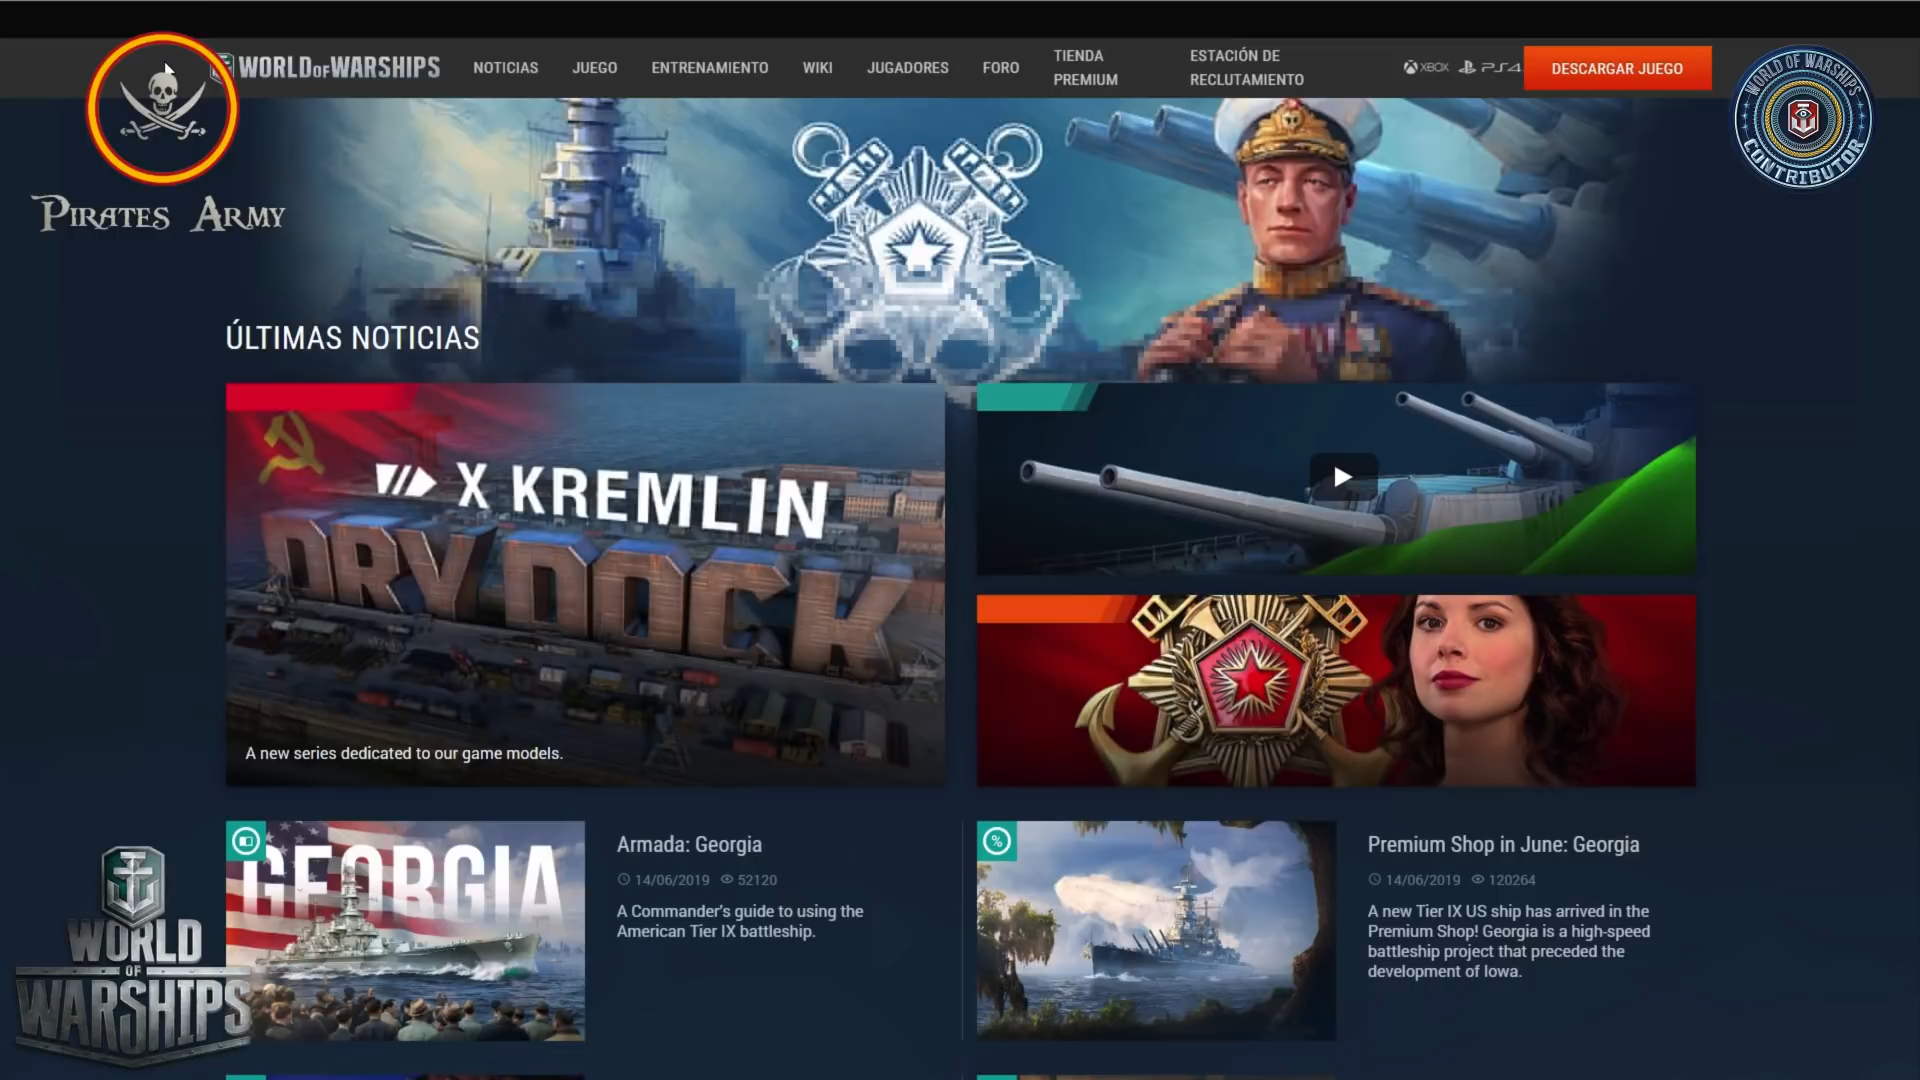 WORLD OF WARSHIPS
NOTICIAS
JUEGO
ENTRENAMIENTO
WIKI
JUGADORES
FORO
TIENDA
PREMIUM
ESTACIÓN DE
RECLUTAMIENTO
XBOX
PS4
DESCARGAR JUEGO
WORLD OF WARSHIPS
CONTRIBUTOR
PIRATES ARMY
ÚLTIMAS NOTICIAS
X KREMLIN
DRY DOCK
A new series dedicated to our game models.
GEORGIA
Armada: Georgia
14/06/2019 52120
A Commander's guide to using the
American Tier IX battleship.
%
Premium Shop in June: Georgia
14/06/2019 120264
A new Tier IX US ship has arrived in the
Premium Shop! Georgia is a high-speed
battleship project that preceded the
development of Iowa.
WORLD
OF
WARSHIPS